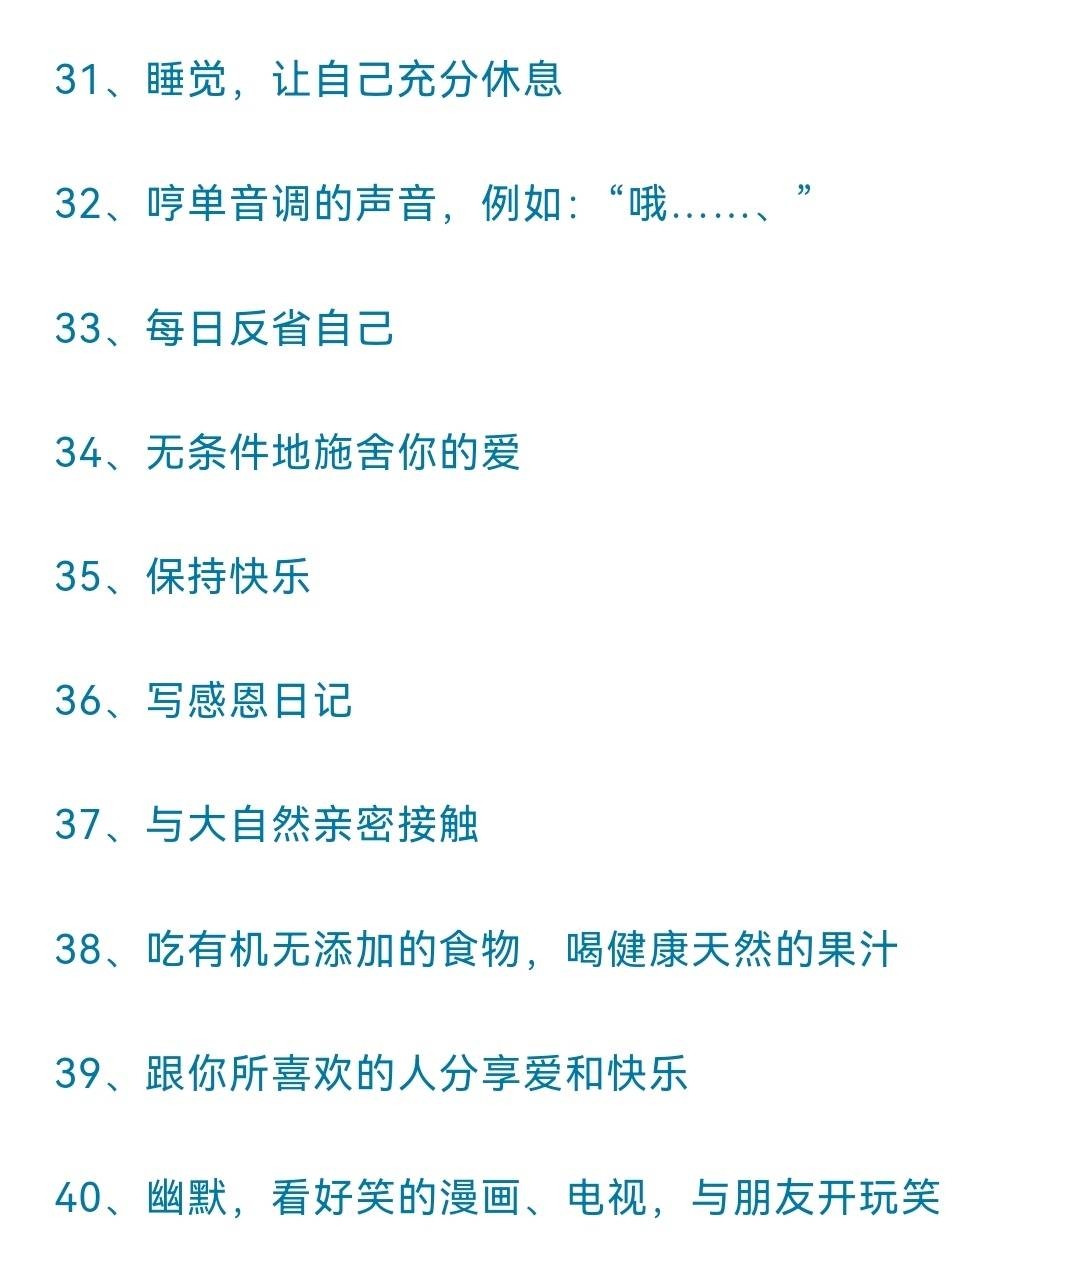 31、睡觉，让自己充分休息
32、哼单音调的声音，例如：“哦……、”
33、每日反省自己
34、无条件地施舍你的爱
35、保持快乐
36、写感恩日记
37、与大自然亲密接触
38、吃有机无添加的食物，喝健康天然的果汁
39、跟你所喜欢的人分享爱和快乐
40、幽默，看好笑的漫画、电视，与朋友开玩笑